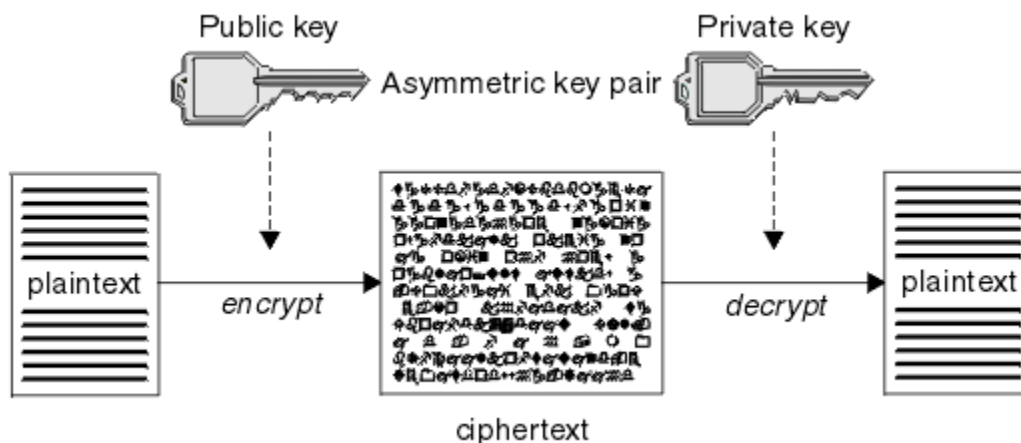 Public key
Private key
Asymmetric key pair
plaintext
encrypt
decrypt
plaintext
ciphertext